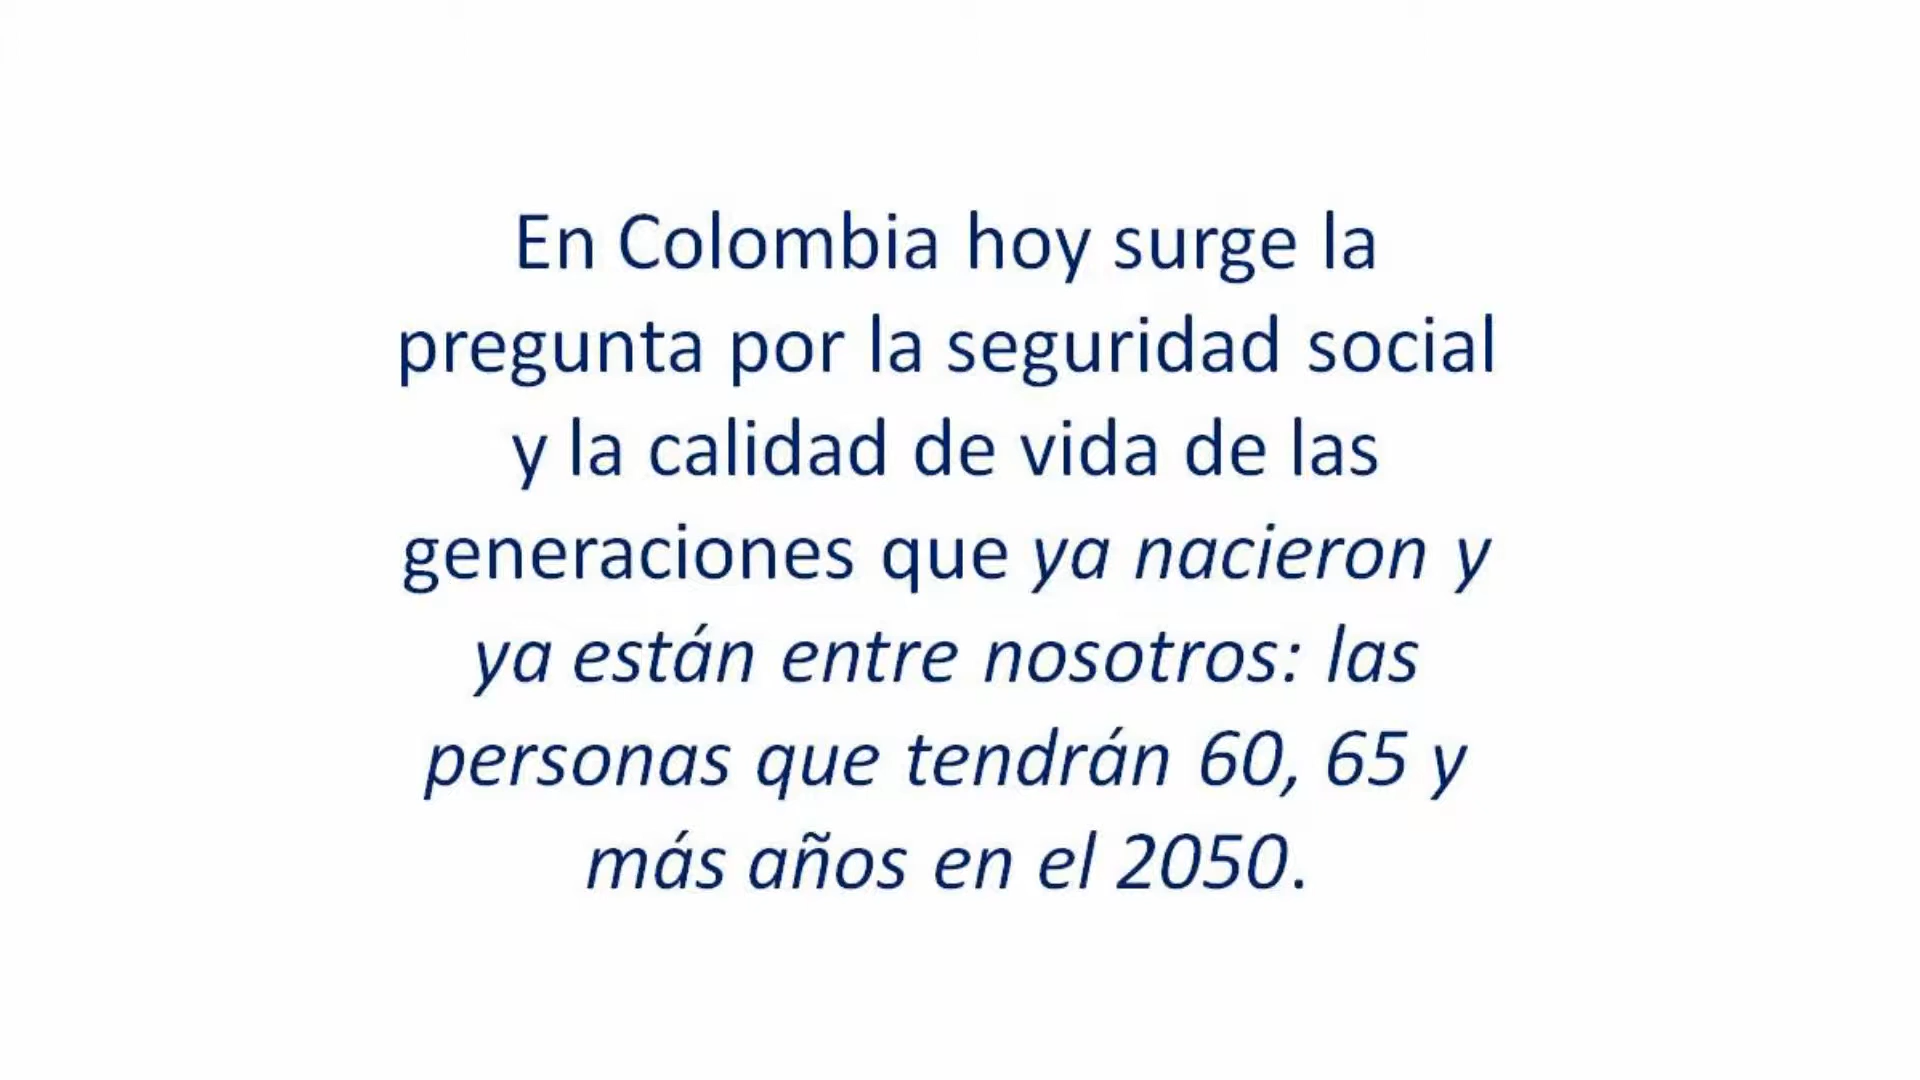 En Colombia hoy surge la
pregunta por la seguridad social
y la calidad de vida de las
generaciones que ya nacieron y
ya están entre nosotros: las
personas que tendrán 60, 65 y
más años en el 2050.